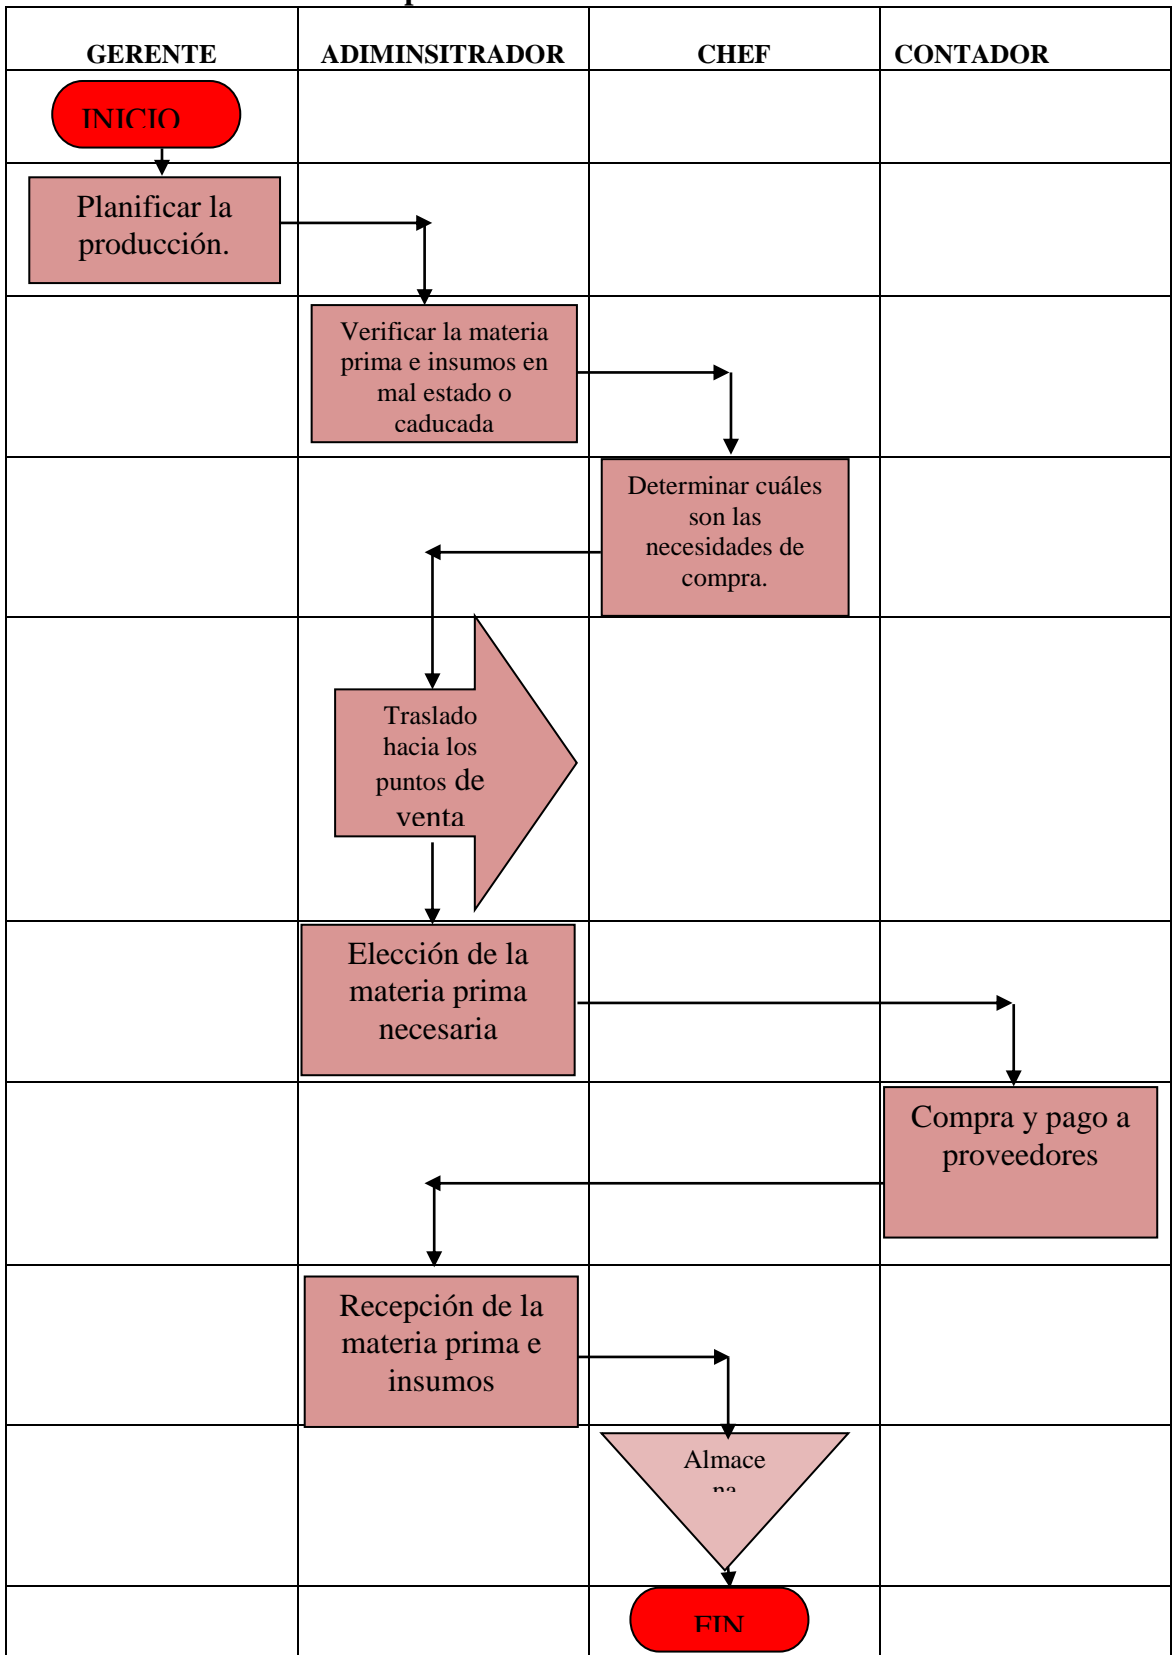 GERENTE
ADIMINSITRADOR
CHEF
CONTADOR
INICIO
Planificar la
producción.
Verificar la materia
prima e insumos en
mal estado o
caducada
Determinar cuáles
son las
necesidades de
compra.
Traslado
hacia los
puntos de
venta
Elección de la
materia prima
necesaria
Compra y pago a
proveedores
Recepción de la
materia prima e
insumos
Almace
na
FIN